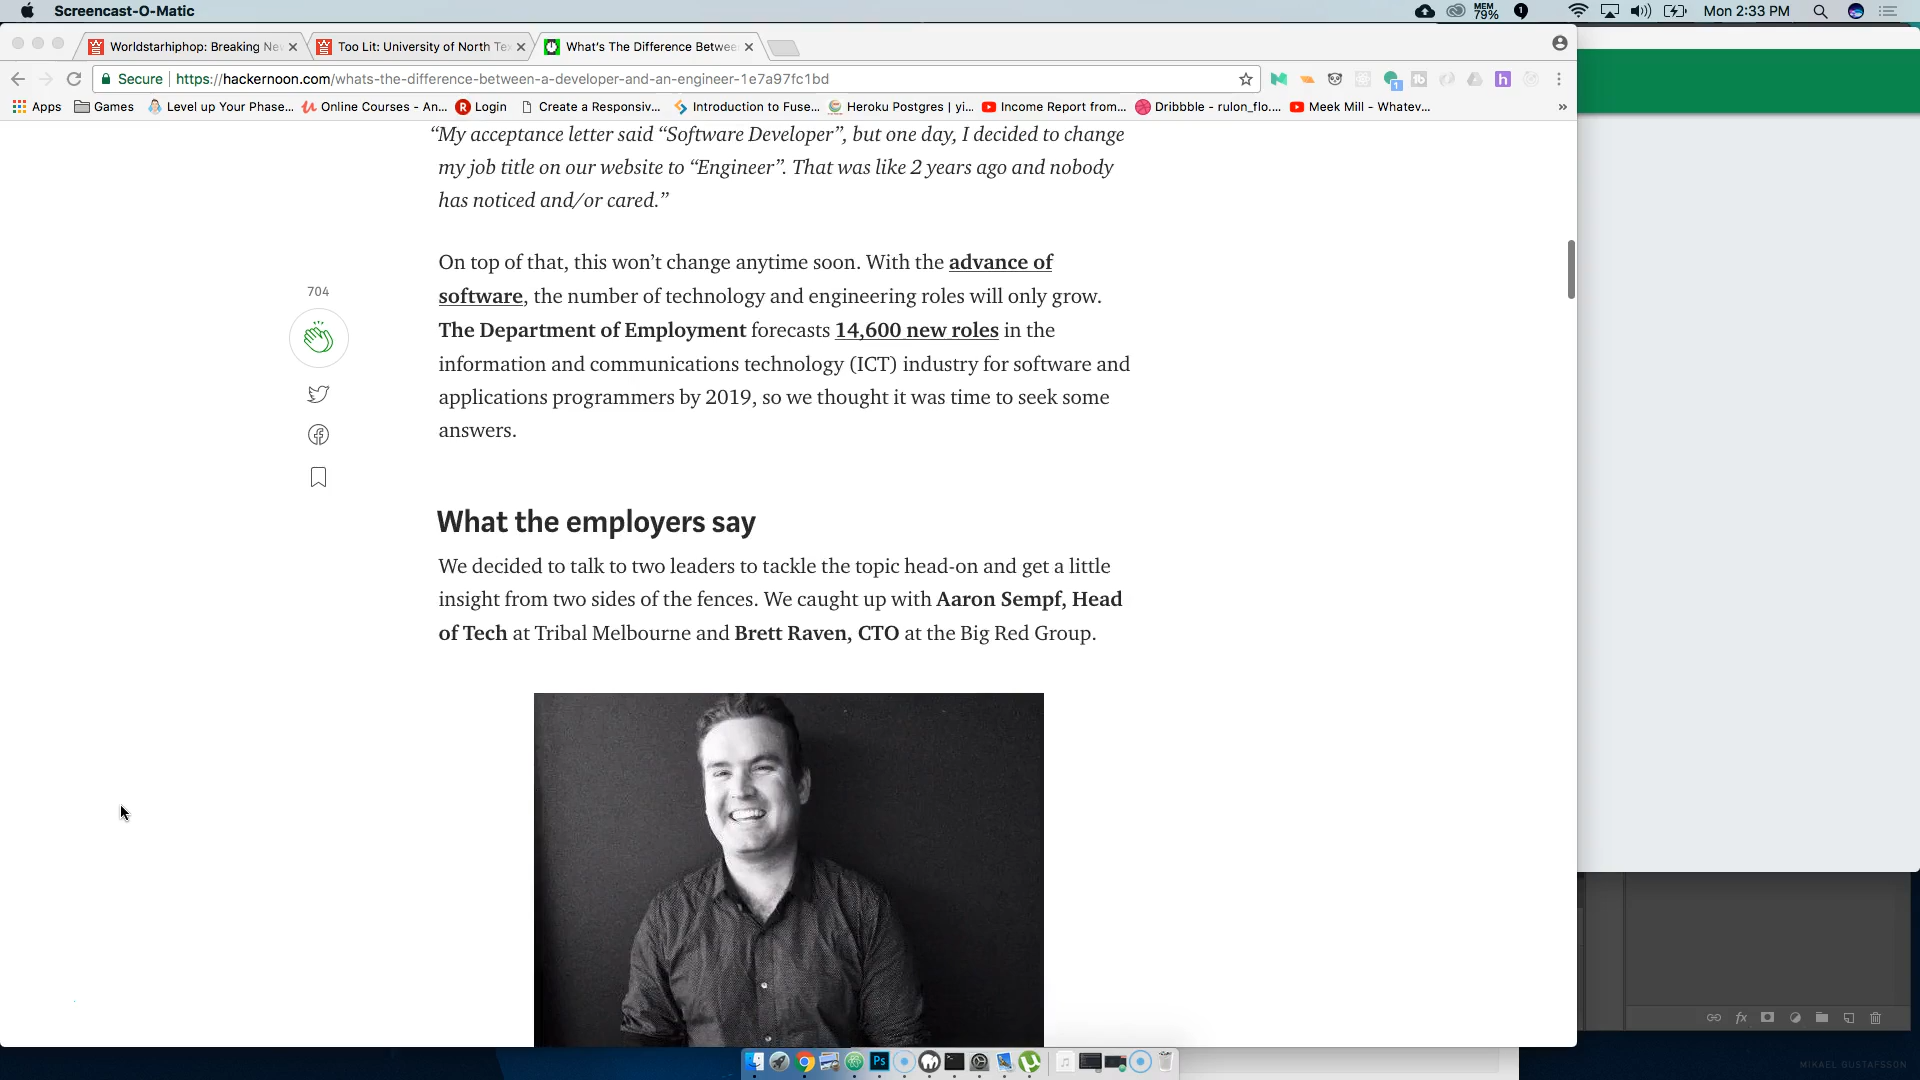 Screencast-O-Matic
MEM
79%
1
Mon 2:33 PM
Worldstarhiphop: Breaking Ne
Too Lit: University of North Te
What's The Difference Betwee
Secure
https://hackernoon.com/whats-the-difference-between-a-developer-and-an-engineer-1e7a97fc1bd
Apps
Games
Level up Your Phase...
Online Courses - An...
Login
Create a Responsiv...
Introduction to Fuse...
Heroku Postgres | yi...
Income Report from...
Dribbble - rulon_flo....
Meek Mill - Whatev...
»
“My acceptance letter said “Software Developer”, but one day, I decided to change
my job title on our website to “Engineer”. That was like 2 years ago and nobody
has noticed and/or cared.”
On top of that, this won’t change anytime soon. With the advance of
software, the number of technology and engineering roles will only grow.
The Department of Employment forecasts 14,600 new roles in the
information and communications technology (ICT) industry for software and
applications programmers by 2019, so we thought it was time to seek some
answers.
704
What the employers say
We decided to talk to two leaders to tackle the topic head-on and get a little
insight from two sides of the fences. We caught up with Aaron Sempf, Head
of Tech at Tribal Melbourne and Brett Raven, CTO at the Big Red Group.
fx
Ps
MIKAEL GUSTAFSSON